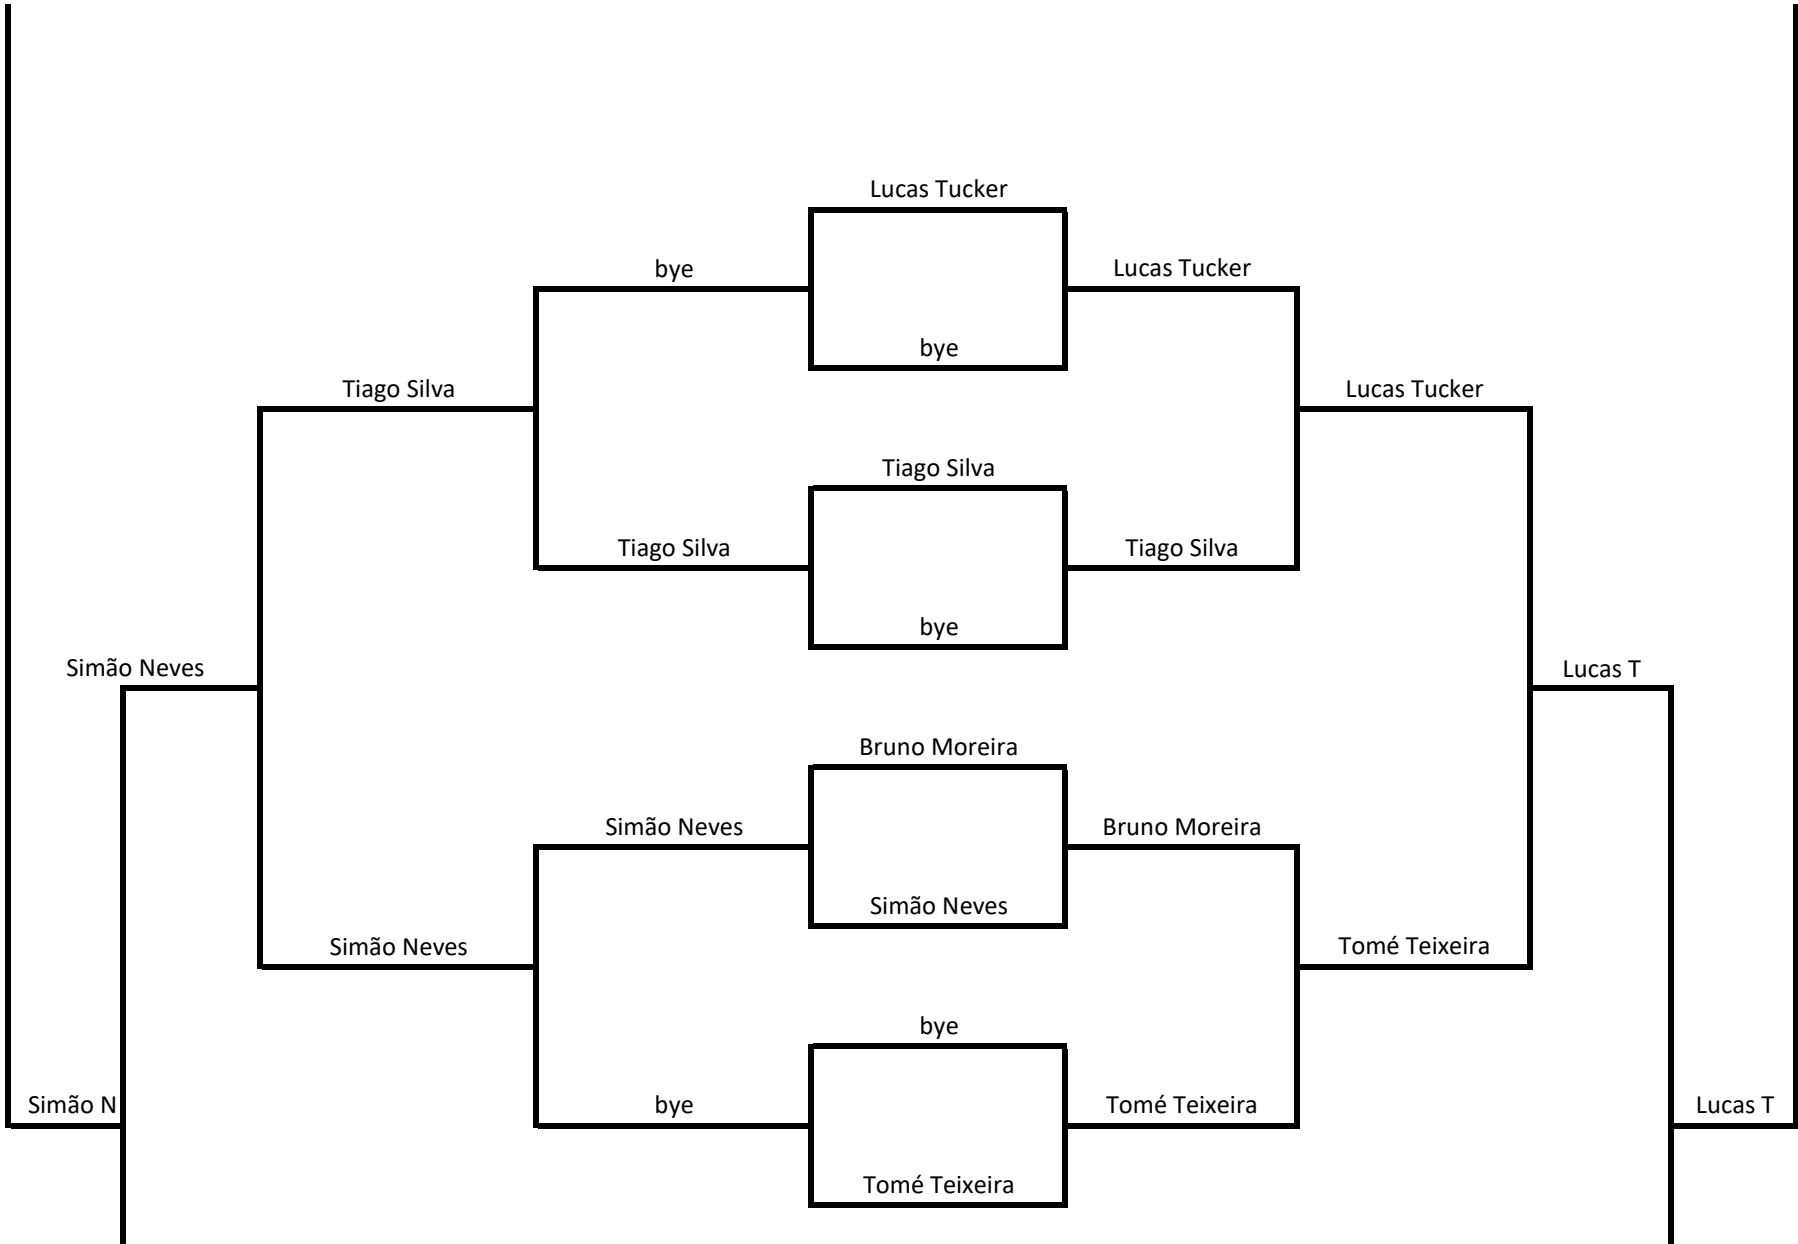 Lucas Tucker
bye
Lucas Tucker
bye
Tiago Silva
Lucas Tucker
Tiago Silva
Tiago Silva
Tiago Silva
bye
Simão Neves
Lucas T
Bruno Moreira
Simão Neves
Bruno Moreira
Simão Neves
Simão Neves
Tomé Teixeira
bye
Simão N
bye
Tomé Teixeira
Lucas T
Tomé Teixeira